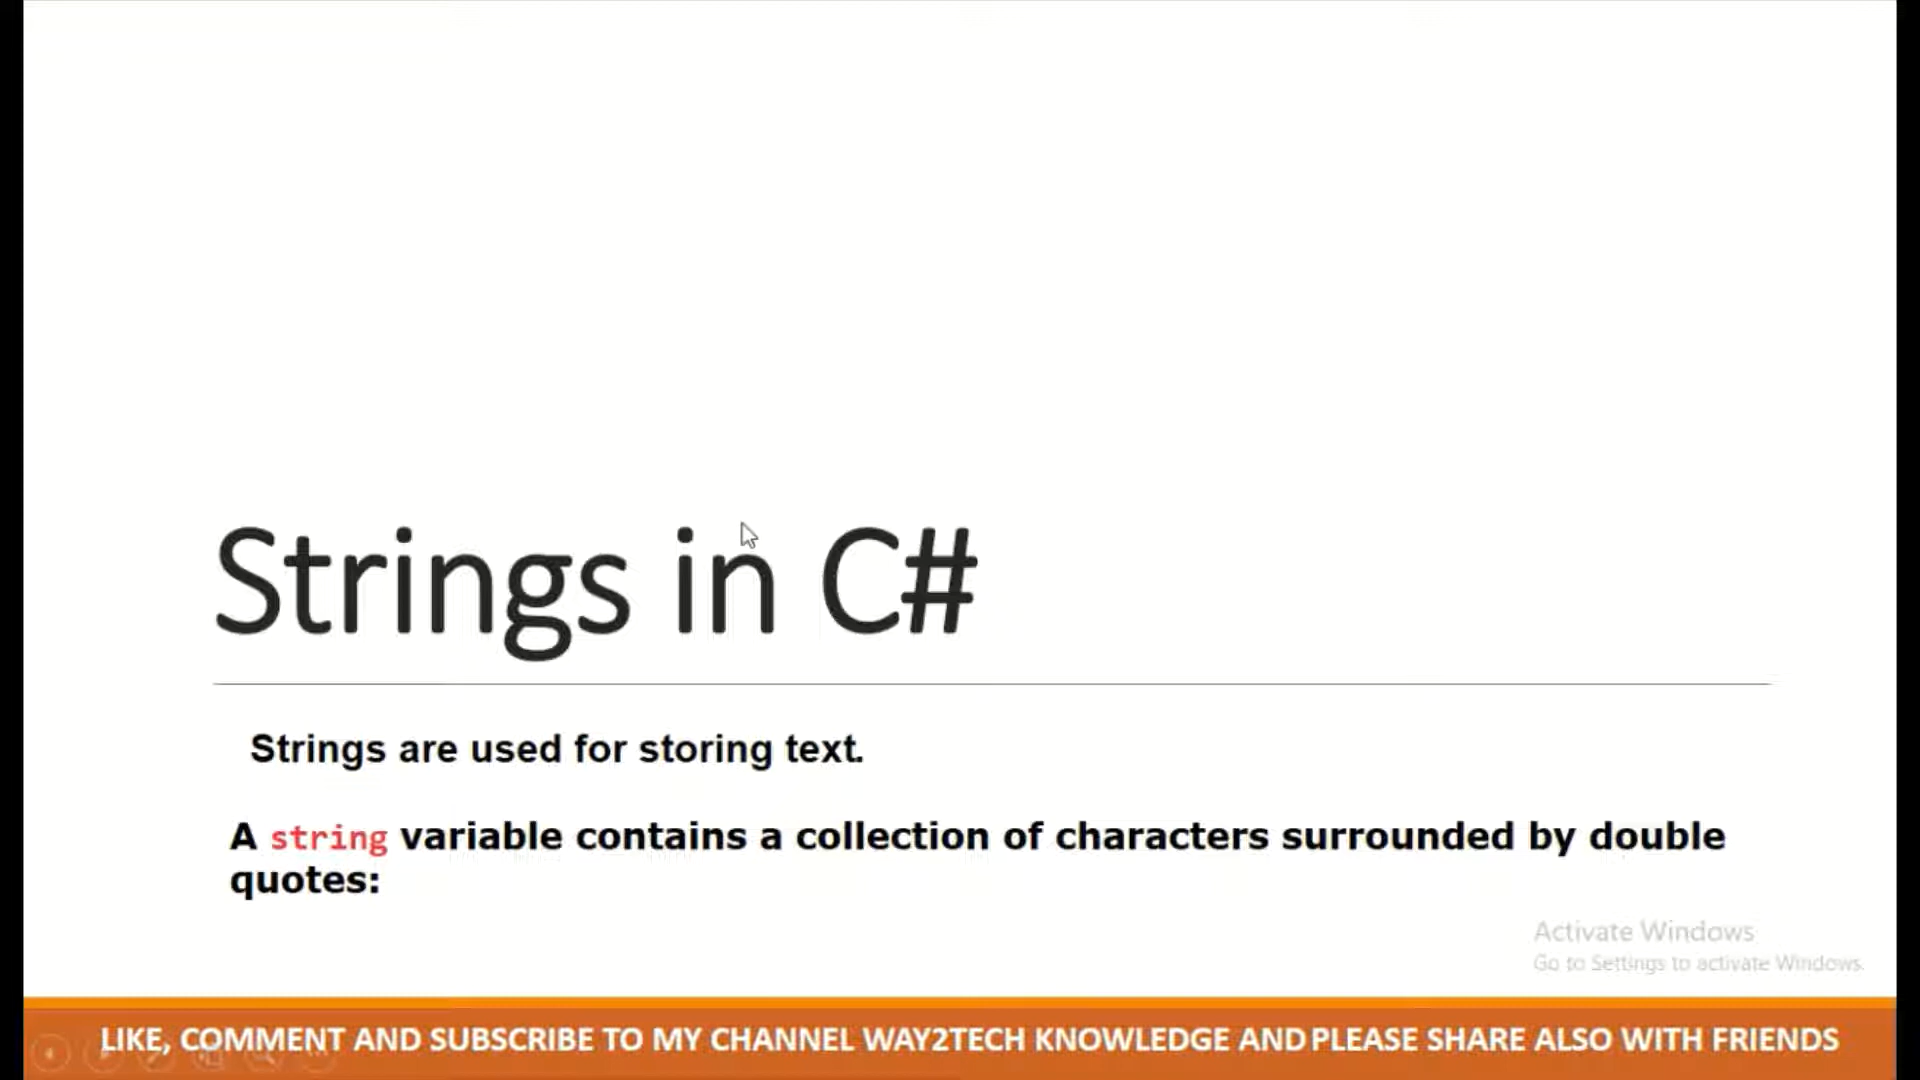 Strings in C#
Strings are used for storing text.
A string variable contains a collection of characters surrounded by double
quotes:
Activate Windows
Go to Settings to activate Windows.
LIKE, COMMENT AND SUBSCRIBE TO MY CHANNEL WAY2TECH KNOWLEDGE AND PLEASE SHARE ALSO WITH FRIENDS